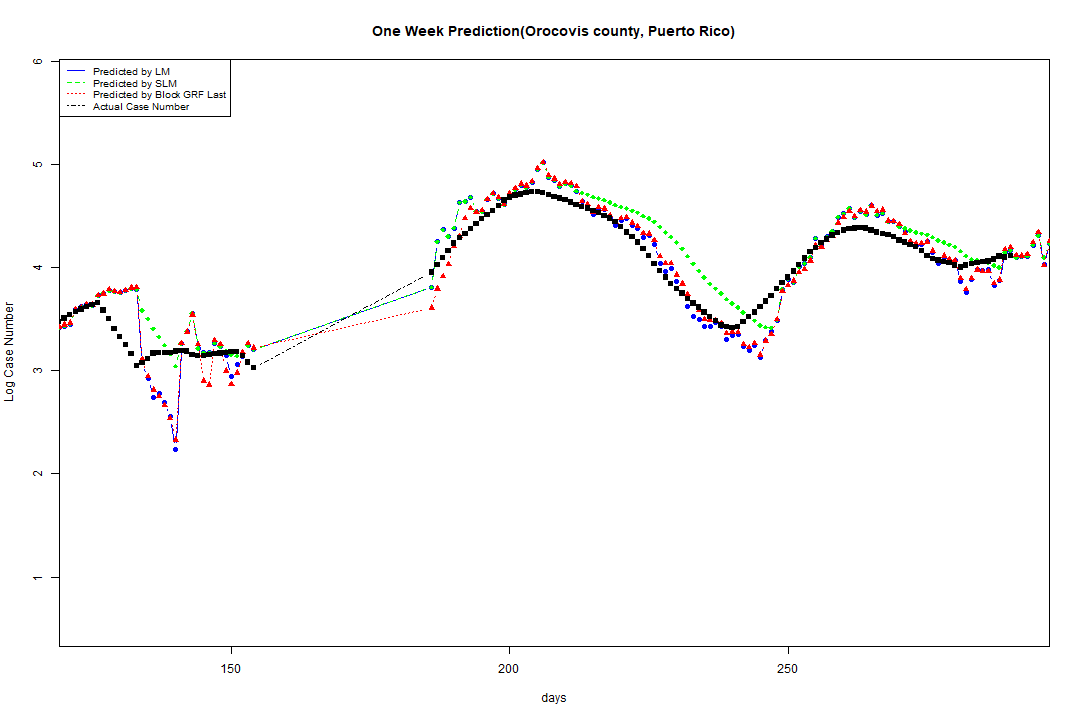 One Week Prediction(Orocovis county, Puerto Rico)
Predicted by LM
Predicted by SLM
Predicted by Block GRF Last
Actual Case Number
6
5
4
3
2
1
Log Case Number
150 200 250
days